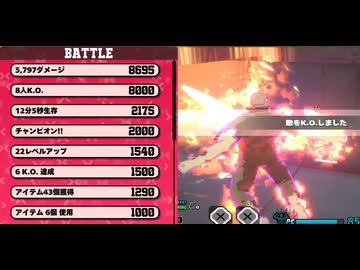 BATTLE
5,797ダメージ 8695
8人K.O. 8000
12分5秒生存 2175
チャンピオン!! 2000
22レベルアップ 1540
6 K.O. 達成 1500
アイテム43個獲得 1290
アイテム 6個 使用 1000
敵をK.O.しました
85